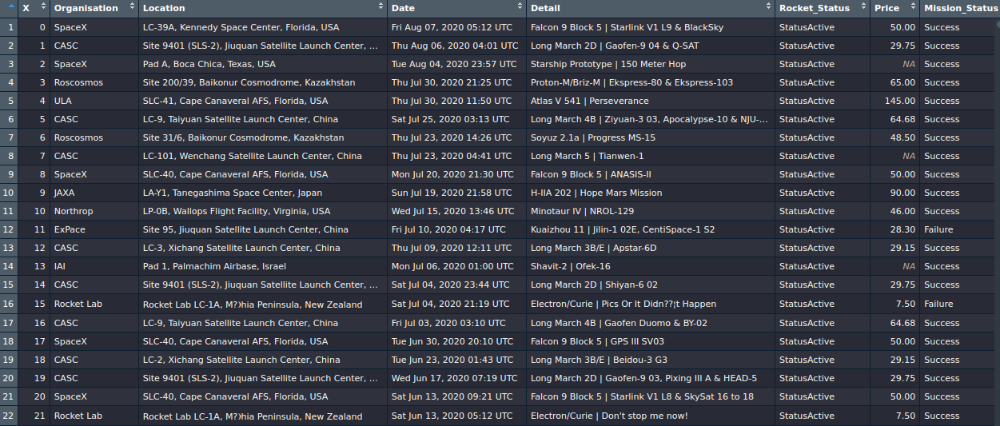 X Organisation Location Date Detail Rocket_Status Price Mission_Status
1 0 SpaceX LC-39A, Kennedy Space Center, Florida, USA Fri Aug 07, 2020 05:12 UTC Falcon 9 Block 5 | Starlink V1 L9 & BlackSky StatusActive 50.00 Success
2 1 CASC Site 9401 (SLS-2), Jiuquan Satellite Launch Center, ... Thu Aug 06, 2020 04:01 UTC Long March 2D | Gaofen-9 04 & Q-SAT StatusActive 29.75 Success
3 2 SpaceX Pad A, Boca Chica, Texas, USA Tue Aug 04, 2020 23:57 UTC Starship Prototype | 150 Meter Hop StatusActive NA Success
4 3 Roscosmos Site 200/39, Baikonur Cosmodrome, Kazakhstan Thu Jul 30, 2020 21:25 UTC Proton-M/Briz-M | Ekspress-80 & Ekspress-103 StatusActive 65.00 Success
5 4 ULA SLC-41, Cape Canaveral AFS, Florida, USA Thu Jul 30, 2020 11:50 UTC Atlas V 541 | Perseverance StatusActive 145.00 Success
6 5 CASC LC-9, Taiyuan Satellite Launch Center, China Sat Jul 25, 2020 03:13 UTC Long March 4B | Ziyuan-3 03, Apocalypse-10 & NJU-... StatusActive 64.68 Success
7 6 Roscosmos Site 31/6, Baikonur Cosmodrome, Kazakhstan Thu Jul 23, 2020 14:26 UTC Soyuz 2.1a | Progress MS-15 StatusActive 48.50 Success
8 7 CASC LC-101, Wenchang Satellite Launch Center, China Thu Jul 23, 2020 04:41 UTC Long March 5 | Tianwen-1 StatusActive NA Success
9 8 SpaceX SLC-40, Cape Canaveral AFS, Florida, USA Mon Jul 20, 2020 21:30 UTC Falcon 9 Block 5 | ANASIS-II StatusActive 50.00 Success
10 9 JAXA LA-Y1, Tanegashima Space Center, Japan Sun Jul 19, 2020 21:58 UTC H-IIA 202 | Hope Mars Mission StatusActive 90.00 Success
11 10 Northrop LP-0B, Wallops Flight Facility, Virginia, USA Wed Jul 15, 2020 13:46 UTC Minotaur IV | NROL-129 StatusActive 46.00 Success
12 11 ExPace Site 95, Jiuquan Satellite Launch Center, China Fri Jul 10, 2020 04:17 UTC Kuaizhou 11 | Jilin-1 02E, CentiSpace-1 S2 StatusActive 28.30 Failure
13 12 CASC LC-3, Xichang Satellite Launch Center, China Thu Jul 09, 2020 12:11 UTC Long March 3B/E | Apstar-6D StatusActive 29.15 Success
14 13 IAI Pad 1, Palmachim Airbase, Israel Mon Jul 06, 2020 01:00 UTC Shavit-2 | Ofek-16 StatusActive NA Success
15 14 CASC Site 9401 (SLS-2), Jiuquan Satellite Launch Center, ... Sat Jul 04, 2020 23:44 UTC Long March 2D | Shiyan-6 02 StatusActive 29.75 Success
16 15 Rocket Lab Rocket Lab LC-1A, M?)hia Peninsula, New Zealand Sat Jul 04, 2020 21:19 UTC Electron/Curie | Pics Or It Didn??¦t Happen StatusActive 7.50 Failure
17 16 CASC LC-9, Taiyuan Satellite Launch Center, China Fri Jul 03, 2020 03:10 UTC Long March 4B | Gaofen Duomo & BY-02 StatusActive 64.68 Success
18 17 SpaceX SLC-40, Cape Canaveral AFS, Florida, USA Tue Jun 30, 2020 20:10 UTC Falcon 9 Block 5 | GPS III SV03 StatusActive 50.00 Success
19 18 CASC LC-2, Xichang Satellite Launch Center, China Tue Jun 23, 2020 01:43 UTC Long March 3B/E | Beidou-3 G3 StatusActive 29.15 Success
20 19 CASC Site 9401 (SLS-2), Jiuquan Satellite Launch Center, ... Wed Jun 17, 2020 07:19 UTC Long March 2D | Gaofen-9 03, Pixing III A & HEAD-5 StatusActive 29.75 Success
21 20 SpaceX SLC-40, Cape Canaveral AFS, Florida, USA Sat Jun 13, 2020 09:21 UTC Falcon 9 Block 5 | Starlink V1 L8 & SkySat 16 to 18 StatusActive 50.00 Success
22 21 Rocket Lab Rocket Lab LC-1A, M?)hia Peninsula, New Zealand Sat Jun 13, 2020 05:12 UTC Electron/Curie | Don't stop me now! StatusActive 7.50 Success